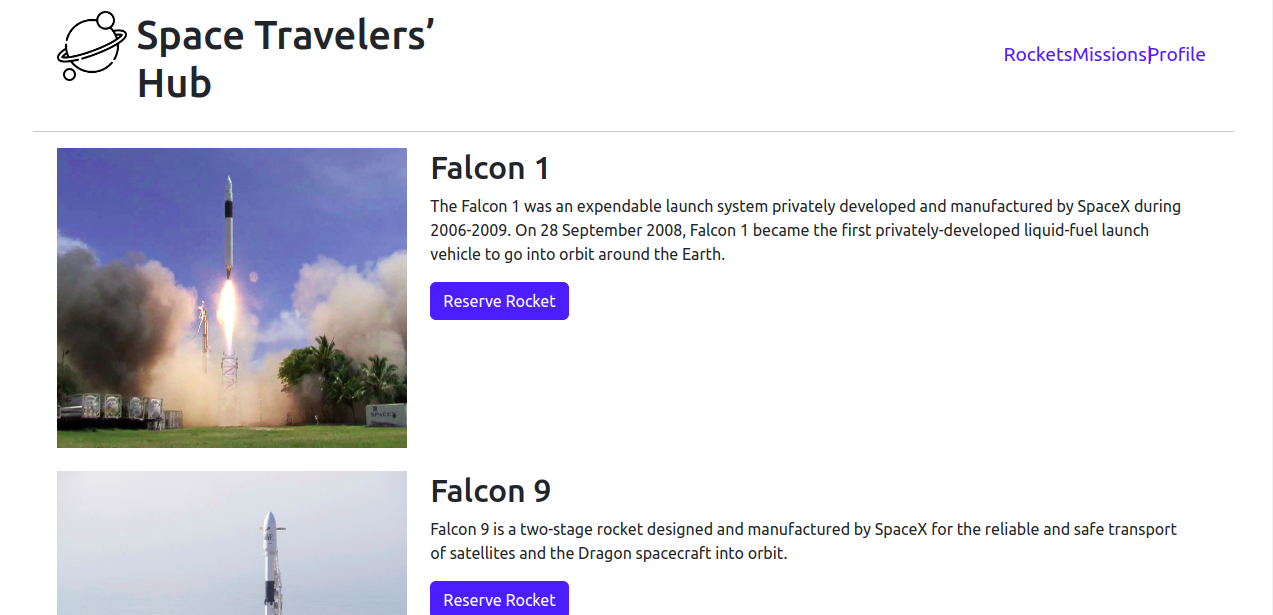 Space Travelers’
Hub
RocketsMissions|Profile
Falcon 1
The Falcon 1 was an expendable launch system privately developed and manufactured by SpaceX during
2006-2009. On 28 September 2008, Falcon 1 became the first privately-developed liquid-fuel launch
vehicle to go into orbit around the Earth.
Reserve Rocket
SPACEX
Falcon 9
Falcon 9 is a two-stage rocket designed and manufactured by SpaceX for the reliable and safe transport
of satellites and the Dragon spacecraft into orbit.
Reserve Rocket